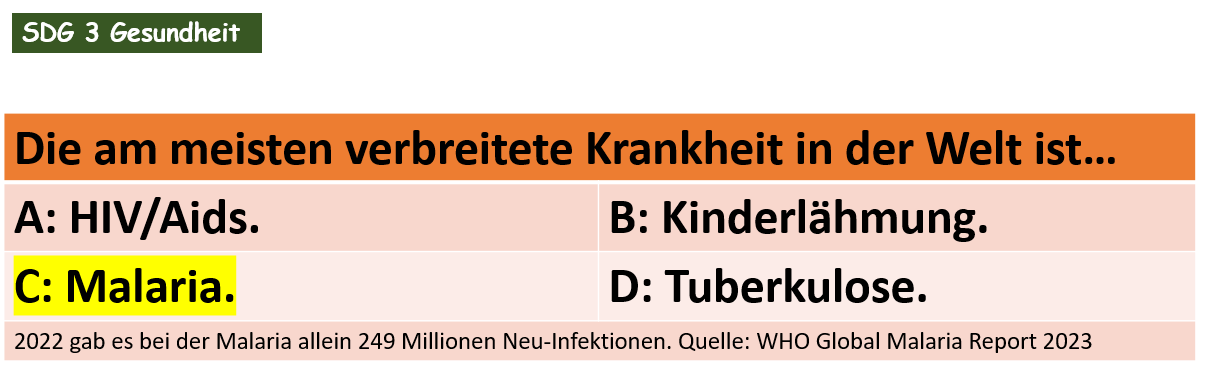 SDG 3 Gesundheit
Die am meisten verbreitete Krankheit in der Welt ist…
A: HIV/Aids.
B: Kinderlähmung.
C: Malaria.
D: Tuberkulose.
2022 gab es bei der Malaria allein 249 Millionen Neu-Infektionen. Quelle: WHO Global Malaria Report 2023